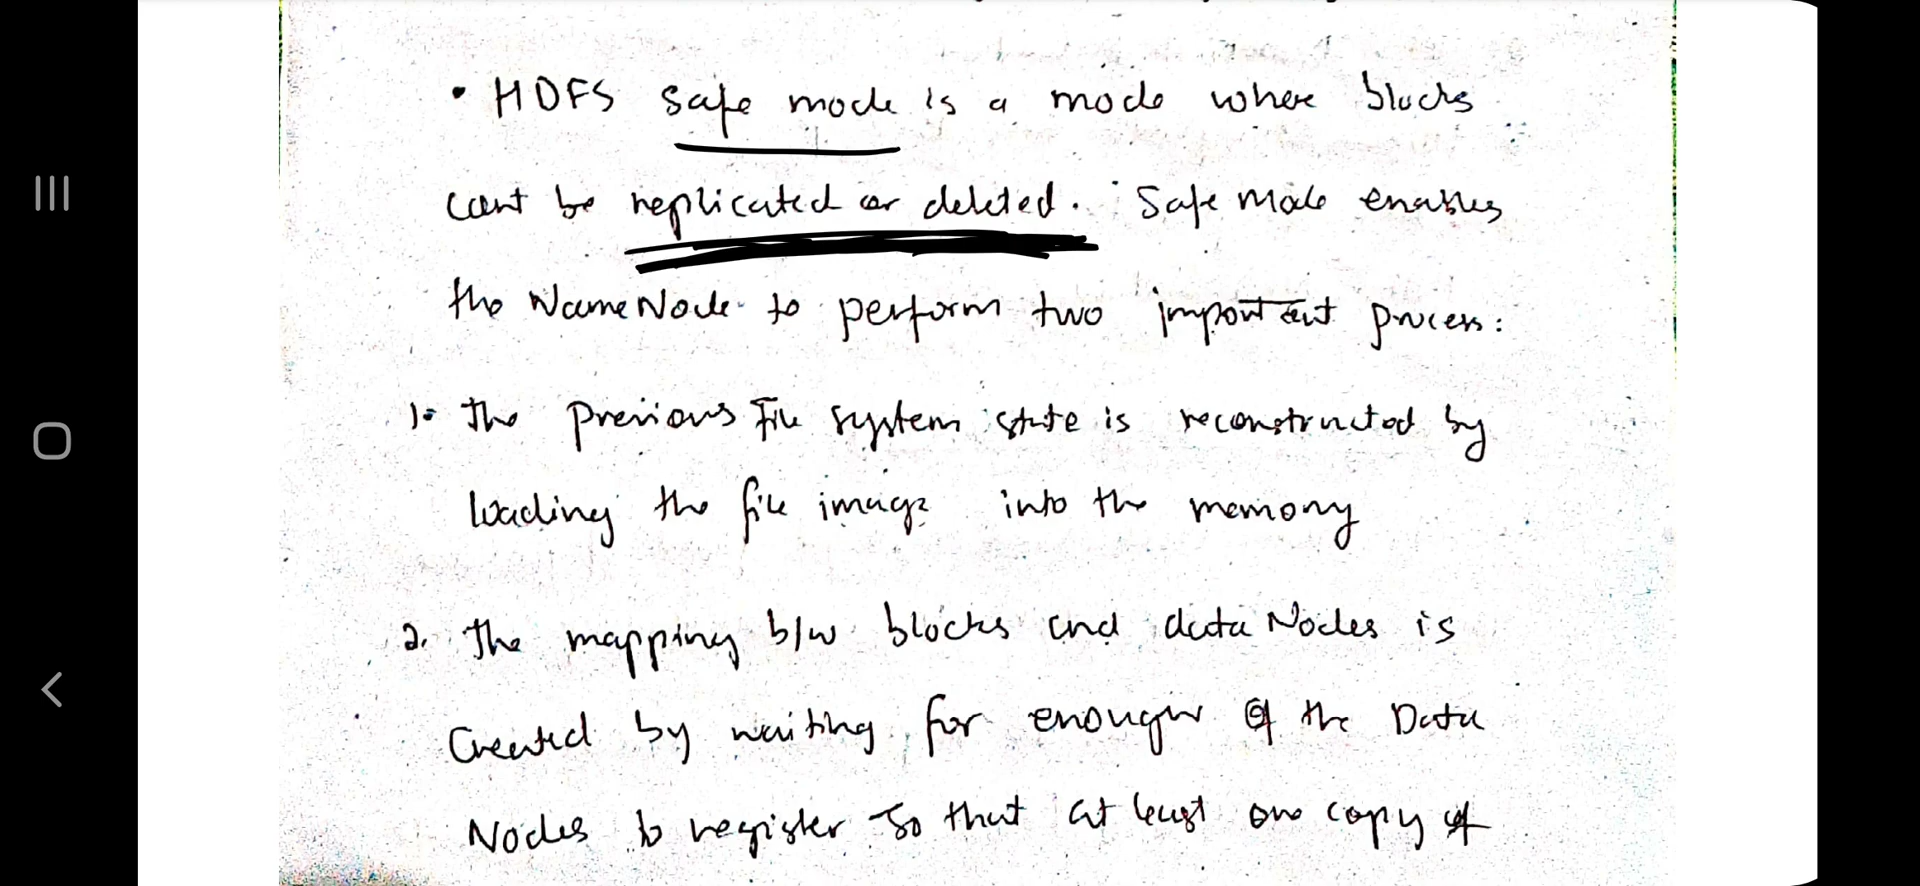 • HDFS safe mode is a mode where blocks
cant be replicated or deleted. Safe Mode enables
the NameNode to perform two important process:
1. The previous file system state is reconstructed by
loading the file image into the memory
2. The mapping b/w blocks and data Nodes is
Created by waiting for enough of the Data
Nodes to register so that at least one copy of